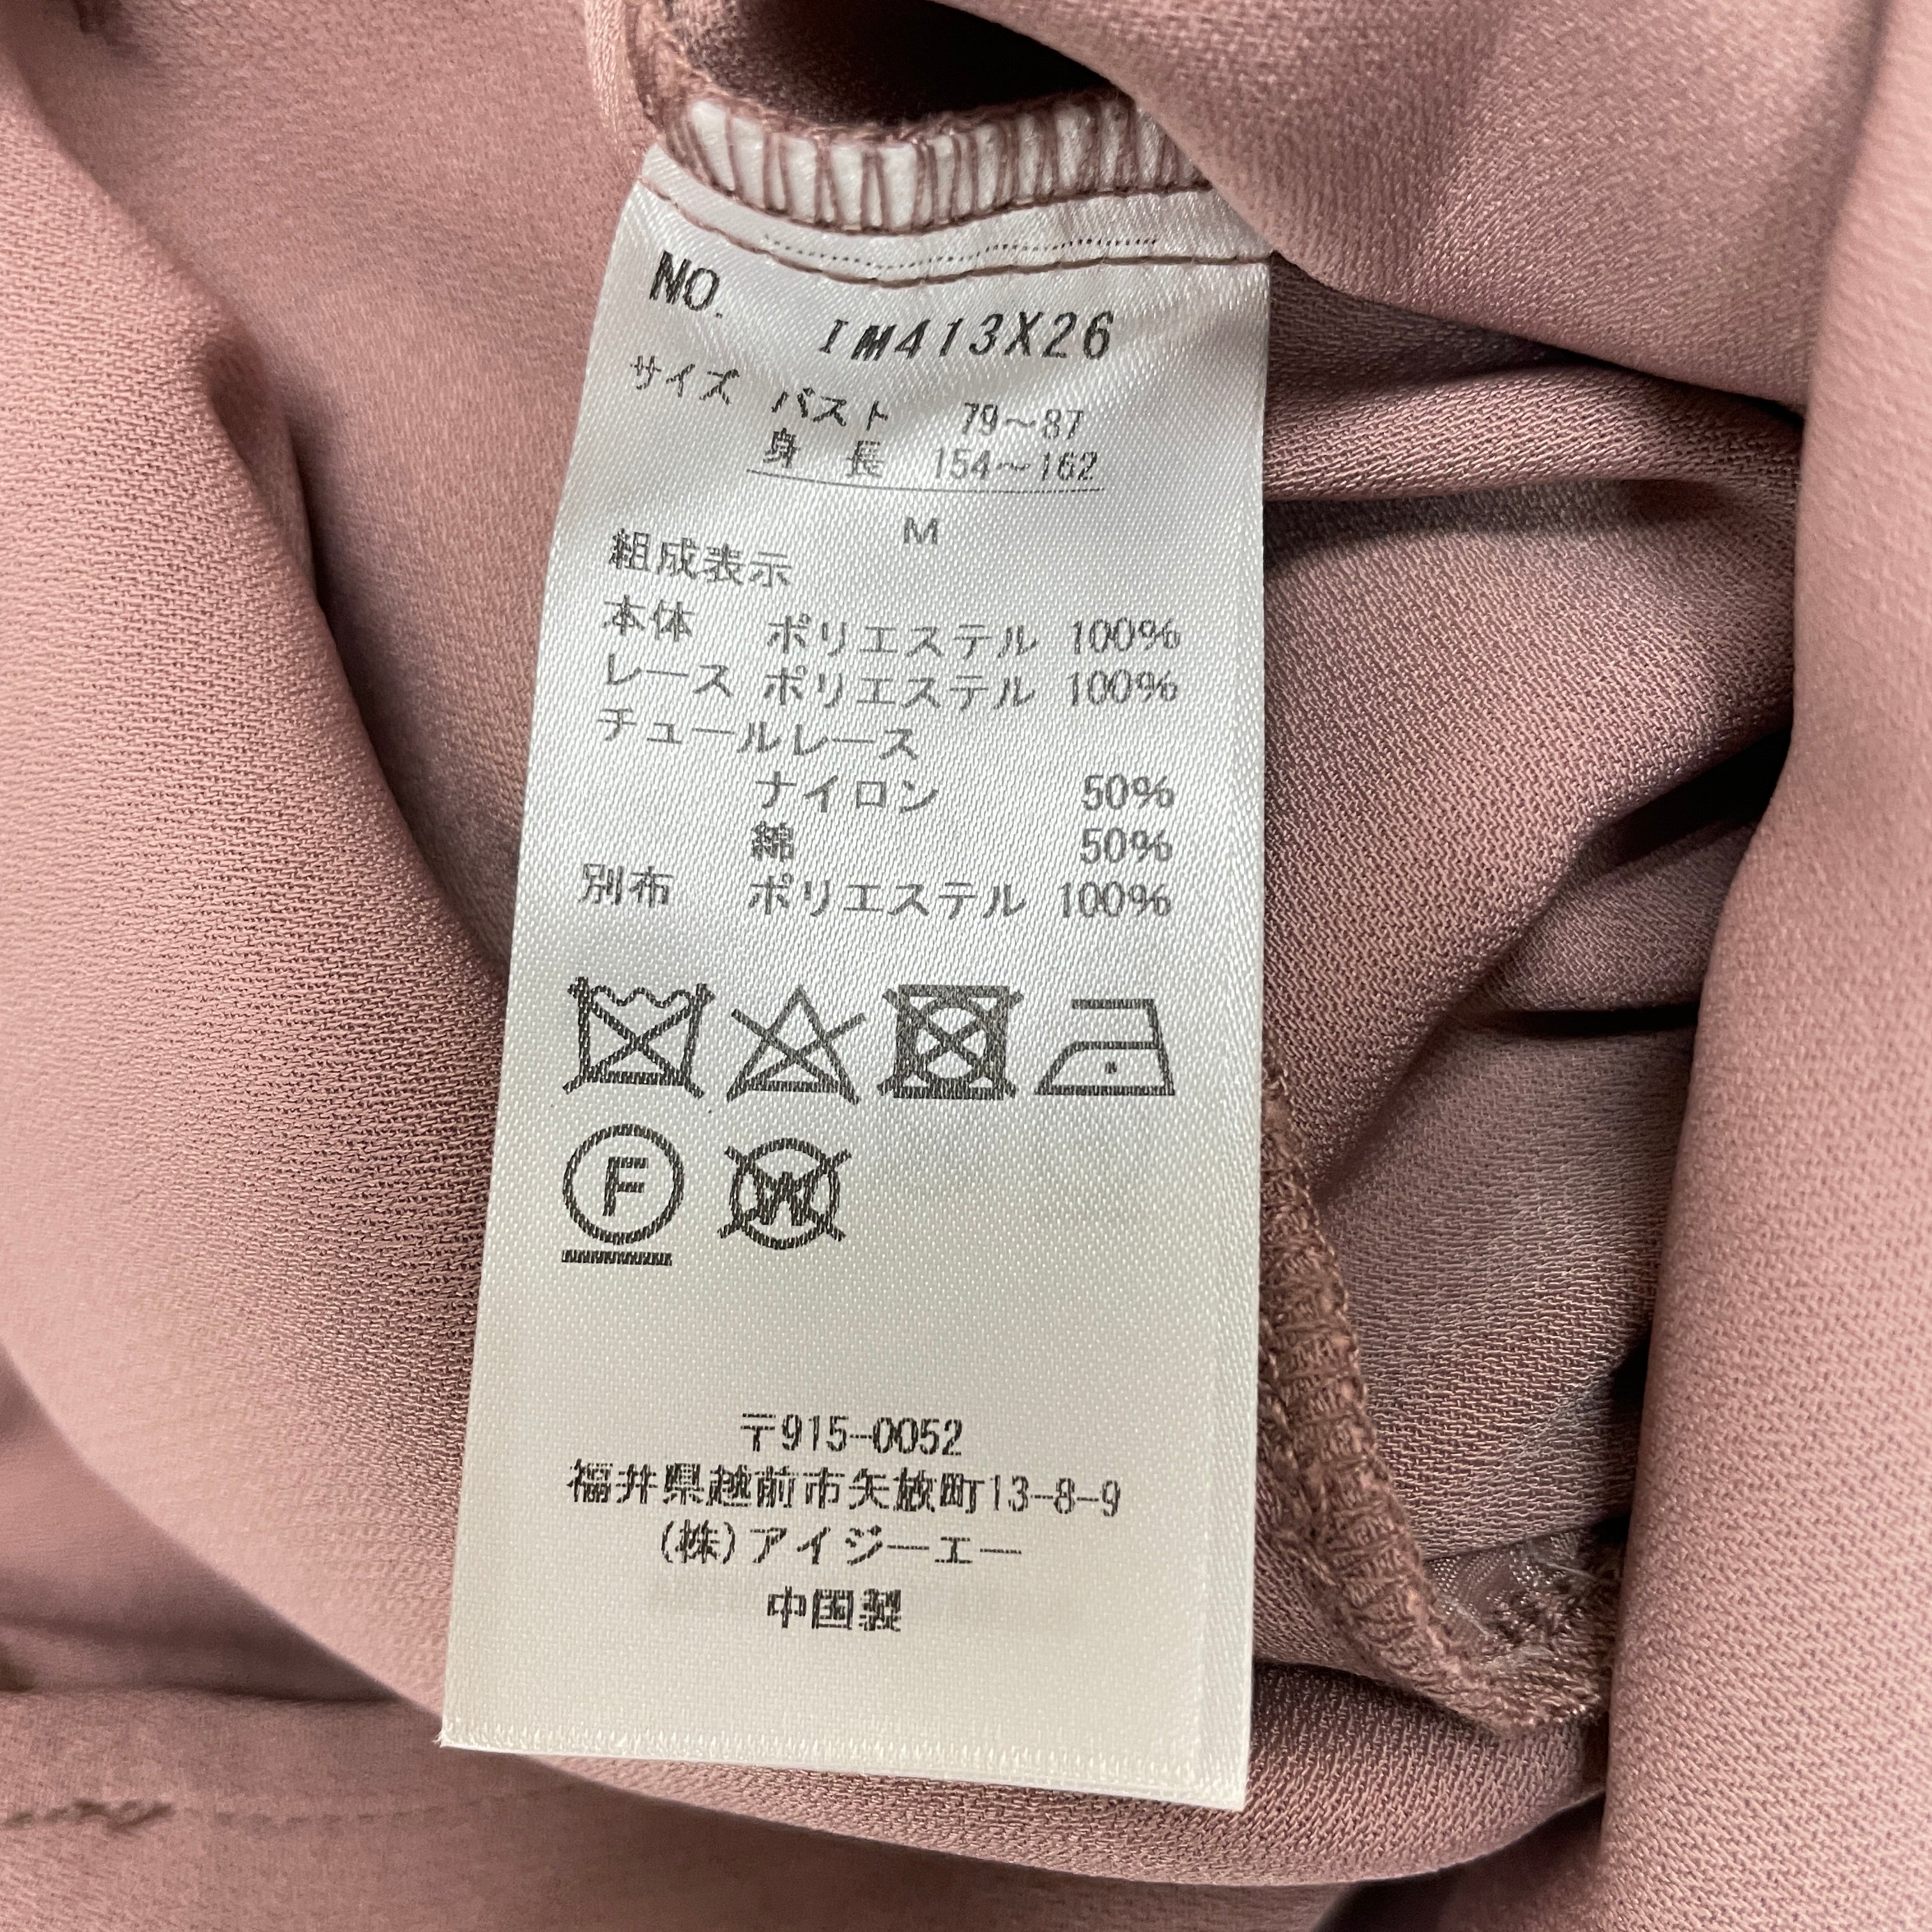 NO.
IM413X26
サイズ バスト 79～87
身長 154～162
M
組成表示
本体 ポリエステル 100%
レース ポリエステル 100%
チュールレース
ナイロン 50%
綿 50%
別布 ポリエステル 100%
F
W
〒915-0052
福井県越前市矢放町13-8-9
(株)アイジーエー
中国製